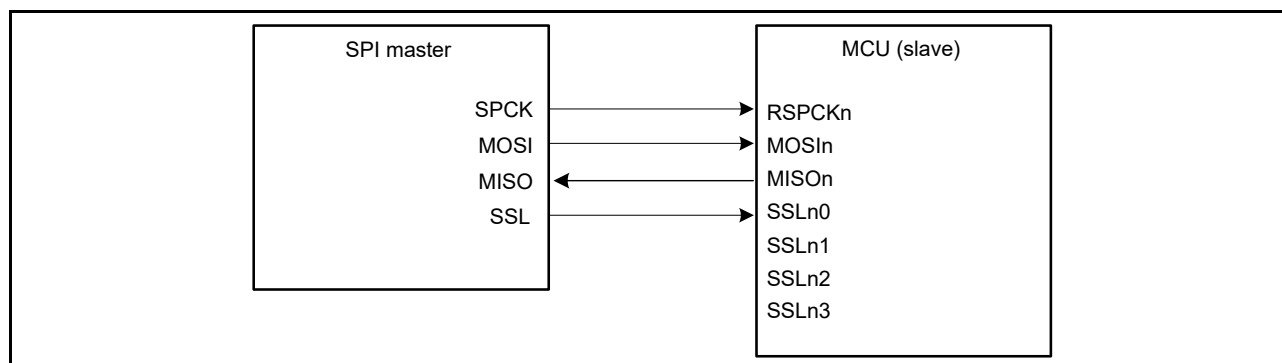 SPI master
SPCK
MOSI
MISO
SSL
MCU (slave)
RSPCKn
MOSIn
MISOn
SSLn0
SSLn1
SSLn2
SSLn3